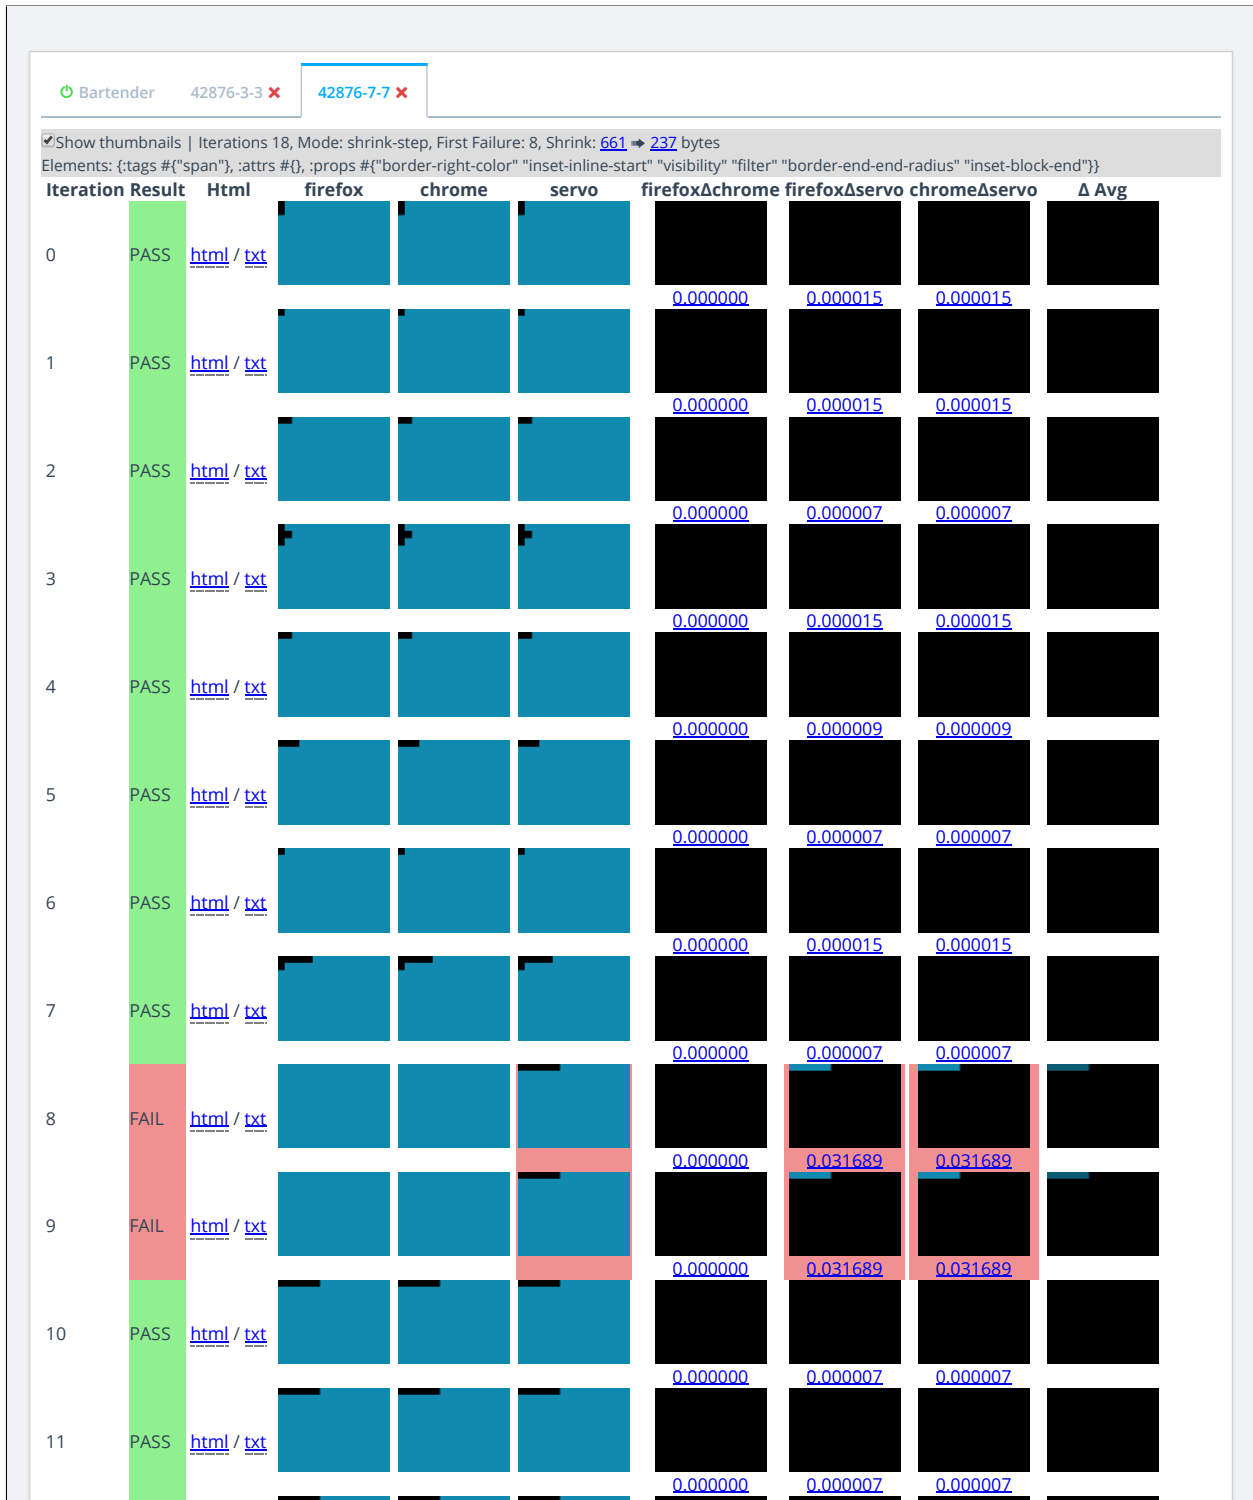 Bartender 42876-3-3 ✖ 42876-7-7 ✖
Show thumbnails | Iterations 18, Mode: shrink-step, First Failure: 8, Shrink: 661 ➡ 237 bytes
Elements: {:tags #{"span"}, :attrs #{}, :props #{"border-right-color" "inset-inline-start" "visibility" "filter" "border-end-end-radius" "inset-block-end"}}
Iteration Result Html firefox chrome servo firefoxΔchrome firefoxΔservo chromeΔservo Δ Avg
0 PASS html / txt
0.000000 0.000015 0.000015
1 PASS html / txt
0.000000 0.000015 0.000015
2 PASS html / txt
0.000000 0.000007 0.000007
3 PASS html / txt
0.000000 0.000015 0.000015
4 PASS html / txt
0.000000 0.000009 0.000009
5 PASS html / txt
0.000000 0.000007 0.000007
6 PASS html / txt
0.000000 0.000015 0.000015
7 PASS html / txt
0.000000 0.000007 0.000007
8 FAIL html / txt
0.000000 0.031689 0.031689
9 FAIL html / txt
0.000000 0.031689 0.031689
10 PASS html / txt
0.000000 0.000007 0.000007
11 PASS html / txt
0.000000 0.000007 0.000007